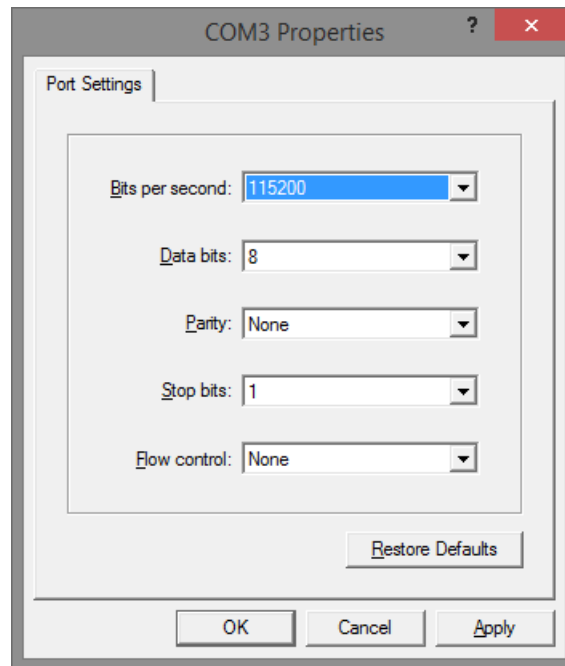 COM3 Properties ? ×
Port Settings
Bits per second: 115200
Data bits: 8
Parity: None
Stop bits: 1
Flow control: None
Restore Defaults
OK Cancel Apply